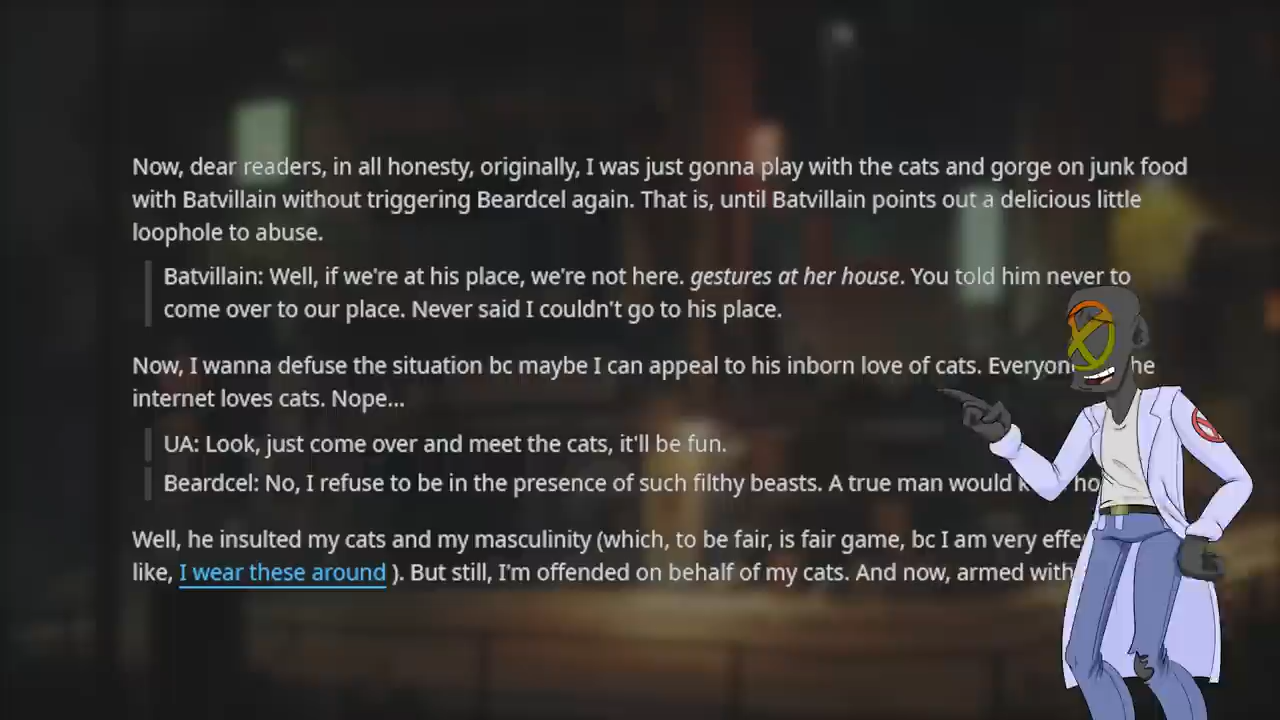 Now, dear readers, in all honesty, originally, I was just gonna play with the cats and gorge on junk food
with Batvillain without triggering Beardcel again. That is, until Batvillain points out a delicious little
loophole to abuse.
Batvillain: Well, if we're at his place, we're not here. gestures at her house. You told him never to
come over to our place. Never said I couldn't go to his place.
Now, I wanna defuse the situation bc maybe I can appeal to his inborn love of cats.
internet loves cats. Nope...
UA: Look, just come over and meet the cats, it'll be fun.
Beardcel: No, I refuse to be in the presence of such filthy beasts. A true man would
Well, he insulted my cats and my masculinity (which, to be fair, is fair game, bc I am very
like, I wear these around ). But still, I'm offended on behalf of my cats. And now, armed with